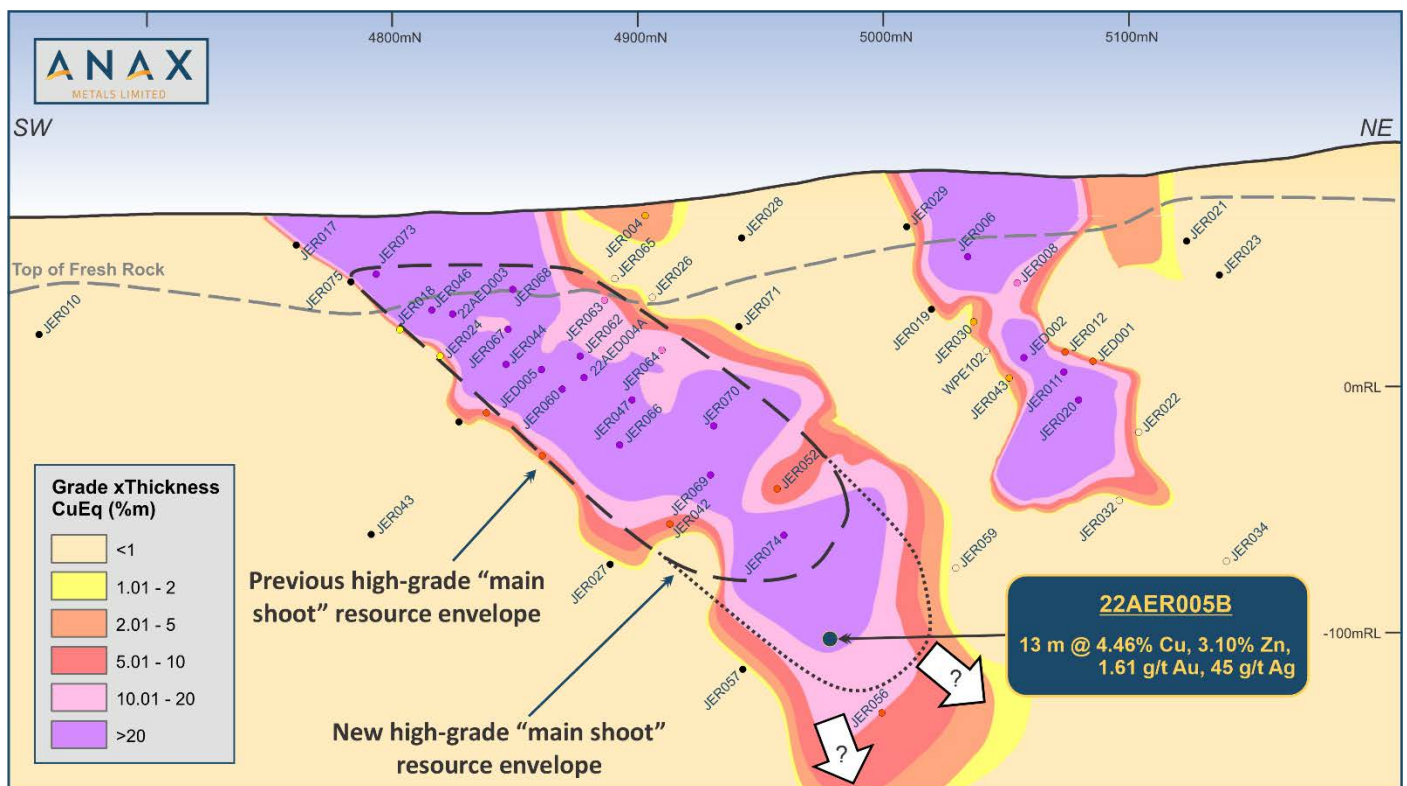 4800mN
4900mN
5000mN
5100mN
ANAX
METALS LIMITED
SW
NE
JER017
JER073
JER004
JER065
JER028
JER029
JER006
JER008
JER021
JER023
Top of Fresh Rock
JER010
JER075
JER018
JER046
22AED003
JER068
JER026
JER071
JER024
JER067
JER044
JER063
JER062
22AED004A
JER064
JER019
JER030
WPE102
JER043
JED002
JER012
JED001
JER011
JER020
JER022
0mRL
JED005
JER060
JER047
JER066
JER070
JER052
JER069
JER042
JER074
JER032
JER034
JER059
JER043
JER027
Grade xThickness
CuEq (%m)
<1
1.01 - 2
2.01 - 5
5.01 - 10
10.01 - 20
>20
Previous high-grade “main
shoot” resource envelope
22AER005B
13 m @ 4.46% Cu, 3.10% Zn,
1.61 g/t Au, 45 g/t Ag
-100mRL
JER057
JER056
?
?
New high-grade “main shoot”
resource envelope